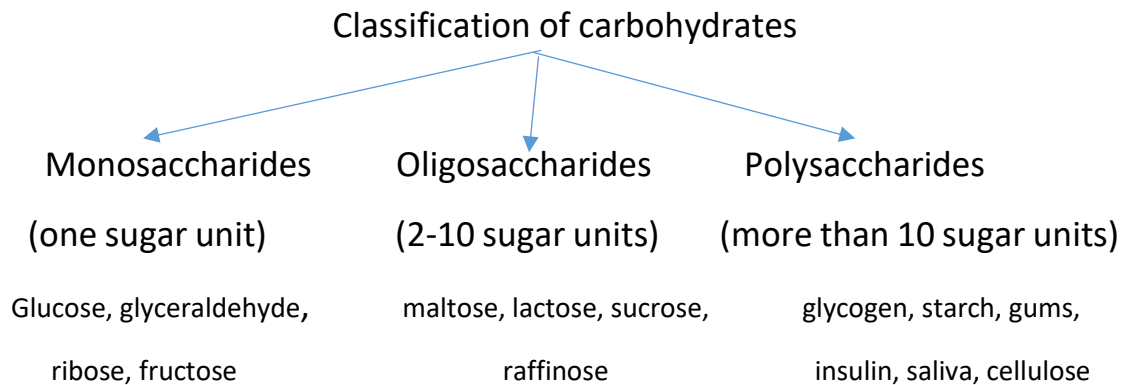 Classification of carbohydrates
Monosaccharides Oligosaccharides Polysaccharides
(one sugar unit) (2-10 sugar units) (more than 10 sugar units)
Glucose, glyceraldehyde, maltose, lactose, sucrose, glycogen, starch, gums,
ribose, fructose raffinose insulin, saliva, cellulose